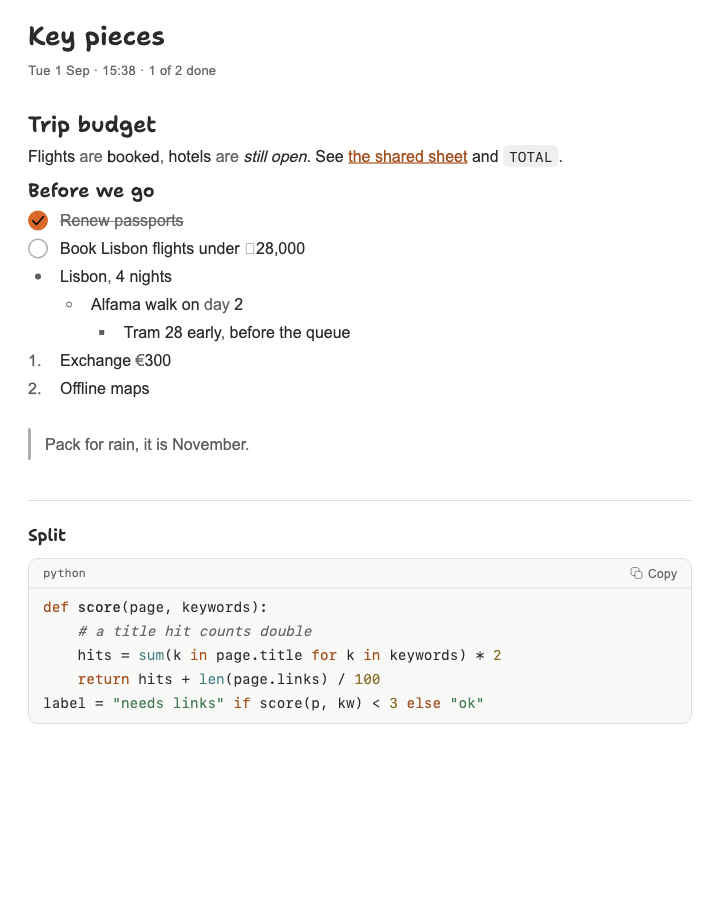 Key pieces
Tue 1 Sep · 15:38 · 1 of 2 done
Trip budget
Flights are booked, hotels are still open. See the shared sheet and TOTAL.
Before we go
Renew passports
Book Lisbon flights under 28,000
• Lisbon, 4 nights
◦ Alfama walk on day 2
▪ Tram 28 early, before the queue
1. Exchange €300
2. Offline maps
Pack for rain, it is November.
Split
python Copy
def score(page, keywords):
    # a title hit counts double
    hits = sum(k in page.title for k in keywords) * 2
    return hits + len(page.links) / 100
label = "needs links" if score(p, kw) < 3 else "ok"